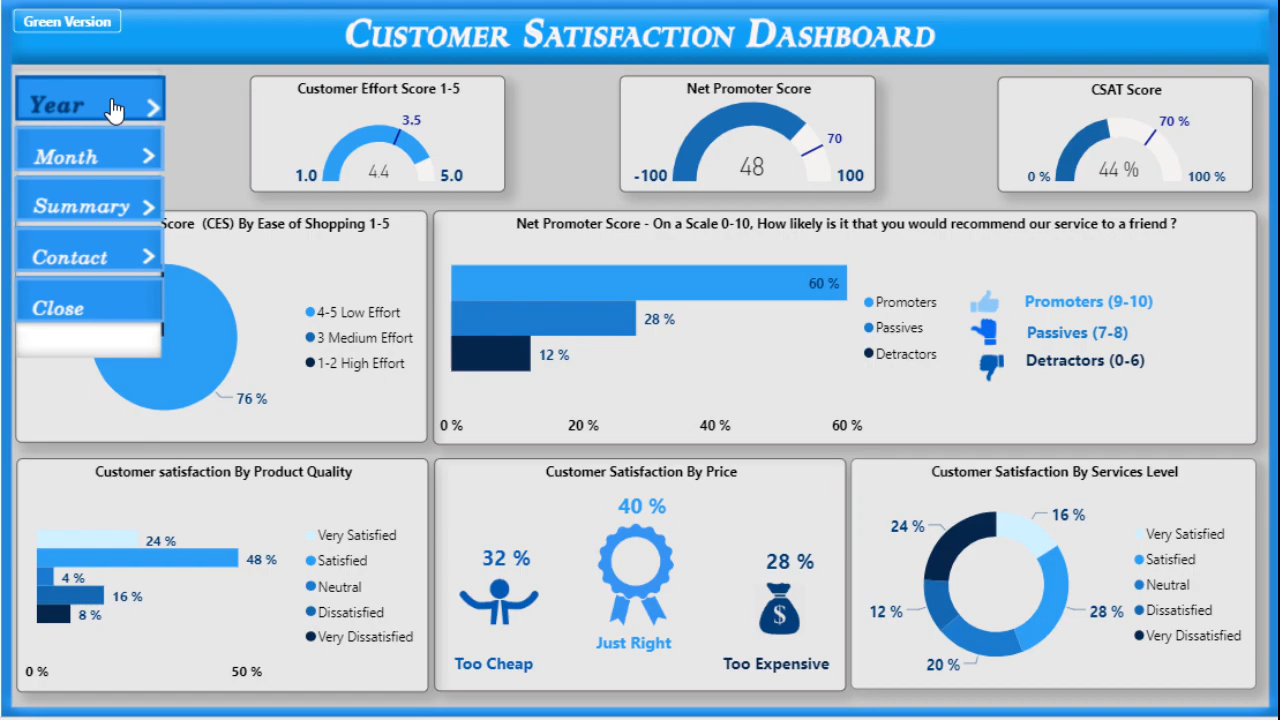 Green Version
Customer Satisfaction Dashboard
Year
Month
Summary
Contact
Close
Customer Effort Score 1-5
3.5
4.4
1.0
5.0
Net Promoter Score
70
48
-100
100
CSAT Score
70 %
44 %
0 %
100 %
Score (CES) By Ease of Shopping 1-5
4-5 Low Effort
3 Medium Effort
1-2 High Effort
76 %
Net Promoter Score - On a Scale 0-10, How likely is it that you would recommend our service to a friend ?
60 %
28 %
12 %
Promoters
Passives
Detractors
Promoters (9-10)
Passives (7-8)
Detractors (0-6)
0 %
20 %
40 %
60 %
Customer satisfaction By Product Quality
24 %
48 %
4 %
16 %
8 %
Very Satisfied
Satisfied
Neutral
Dissatisfied
Very Dissatisfied
0 %
50 %
Customer Satisfaction By Price
40 %
32 %
28 %
$
Just Right
Too Cheap
Too Expensive
Customer Satisfaction By Services Level
24 %
16 %
12 %
28 %
20 %
Very Satisfied
Satisfied
Neutral
Dissatisfied
Very Dissatisfied